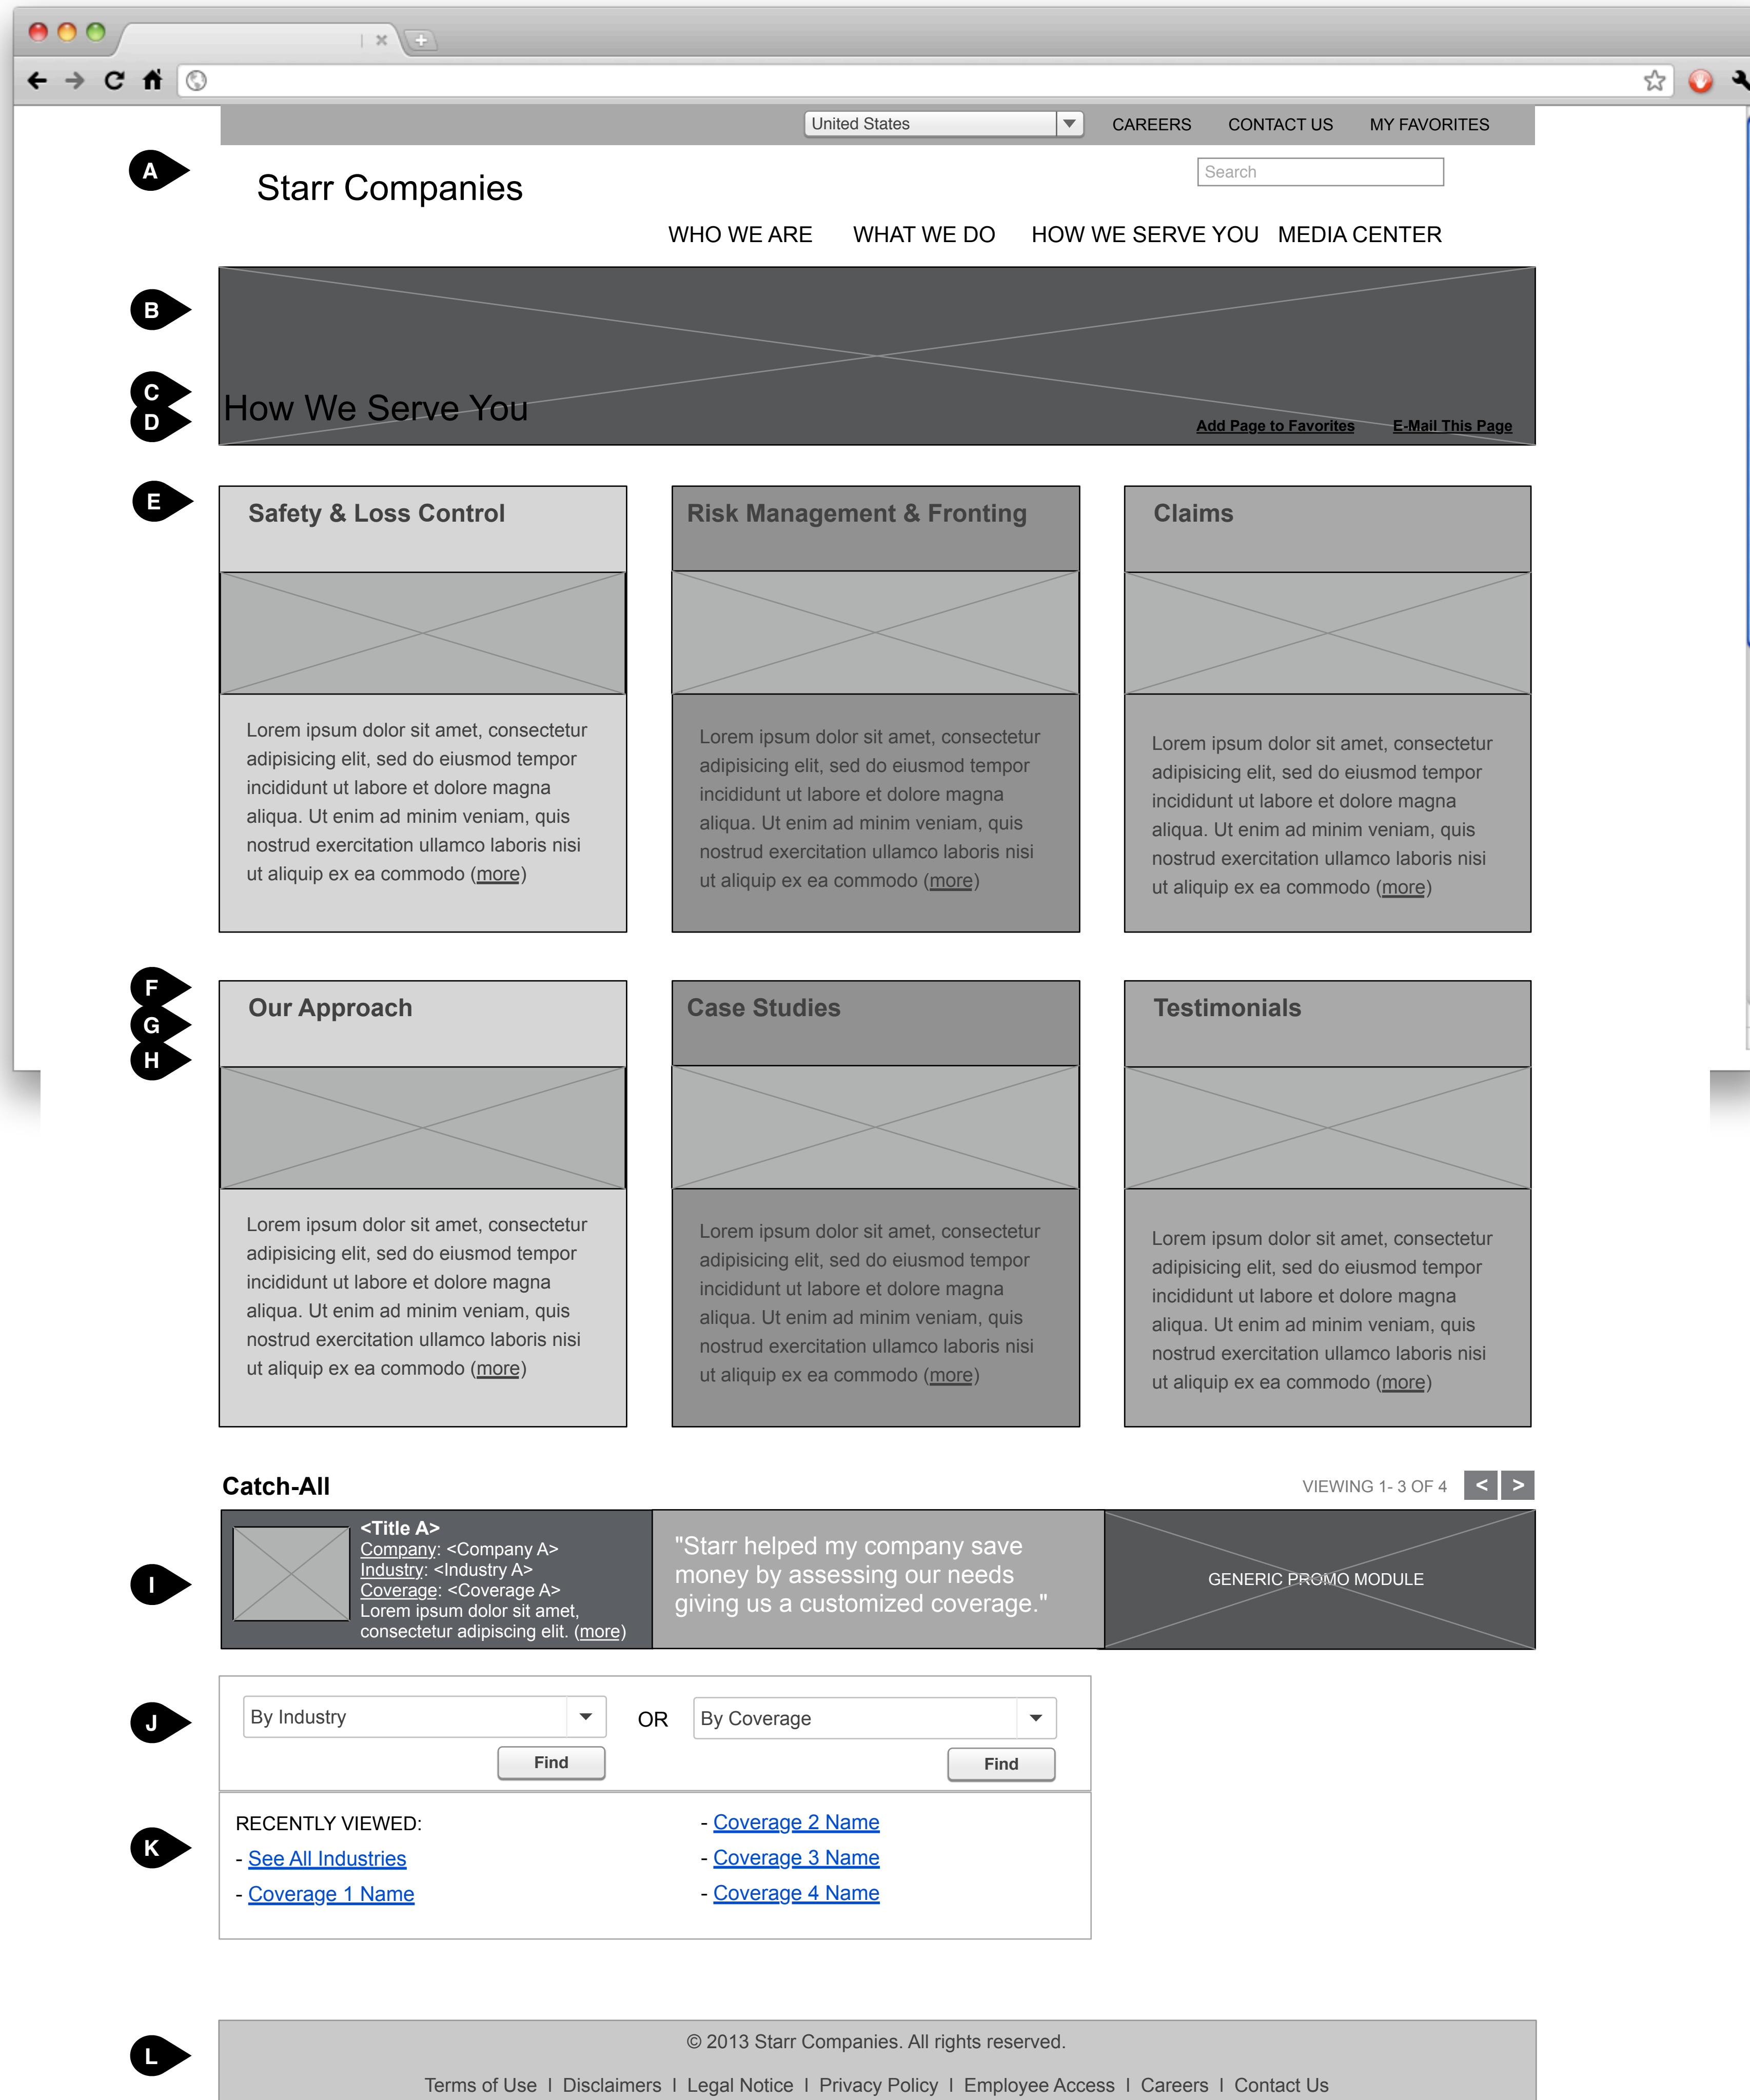 United States
CAREERS
CONTACT US
MY FAVORITES
A
Starr Companies
Search
WHO WE ARE
WHAT WE DO
HOW WE SERVE YOU
MEDIA CENTER
B
C
D
How We Serve You
Add Page to Favorites
E-Mail This Page
E
Safety & Loss Control
Lorem ipsum dolor sit amet, consectetur
adipisicing elit, sed do eiusmod tempor
incididunt ut labore et dolore magna
aliqua. Ut enim ad minim veniam, quis
nostrud exercitation ullamco laboris nisi
ut aliquip ex ea commodo (more)
Risk Management & Fronting
Lorem ipsum dolor sit amet, consectetur
adipisicing elit, sed do eiusmod tempor
incididunt ut labore et dolore magna
aliqua. Ut enim ad minim veniam, quis
nostrud exercitation ullamco laboris nisi
ut aliquip ex ea commodo (more)
Claims
Lorem ipsum dolor sit amet, consectetur
adipisicing elit, sed do eiusmod tempor
incididunt ut labore et dolore magna
aliqua. Ut enim ad minim veniam, quis
nostrud exercitation ullamco laboris nisi
ut aliquip ex ea commodo (more)
F
G
H
Our Approach
Lorem ipsum dolor sit amet, consectetur
adipisicing elit, sed do eiusmod tempor
incididunt ut labore et dolore magna
aliqua. Ut enim ad minim veniam, quis
nostrud exercitation ullamco laboris nisi
ut aliquip ex ea commodo (more)
Case Studies
Lorem ipsum dolor sit amet, consectetur
adipisicing elit, sed do eiusmod tempor
incididunt ut labore et dolore magna
aliqua. Ut enim ad minim veniam, quis
nostrud exercitation ullamco laboris nisi
ut aliquip ex ea commodo (more)
Testimonials
Lorem ipsum dolor sit amet, consectetur
adipisicing elit, sed do eiusmod tempor
incididunt ut labore et dolore magna
aliqua. Ut enim ad minim veniam, quis
nostrud exercitation ullamco laboris nisi
ut aliquip ex ea commodo (more)
Catch-All
VIEWING 1- 3 OF 4
< >
I
<Title A>
Company: <Company A>
Industry: <Industry A>
Coverage: <Coverage A>
Lorem ipsum dolor sit amet,
consectetur adipiscing elit. (more)
"Starr helped my company save
money by assessing our needs
giving us a customized coverage."
GENERIC PROMO MODULE
J
By Industry
OR
By Coverage
Find
Find
K
RECENTLY VIEWED:
- See All Industries
- Coverage 1 Name
- Coverage 2 Name
- Coverage 3 Name
- Coverage 4 Name
L
© 2013 Starr Companies. All rights reserved.
Terms of Use | Disclaimers | Legal Notice | Privacy Policy | Employee Access | Careers | Contact Us